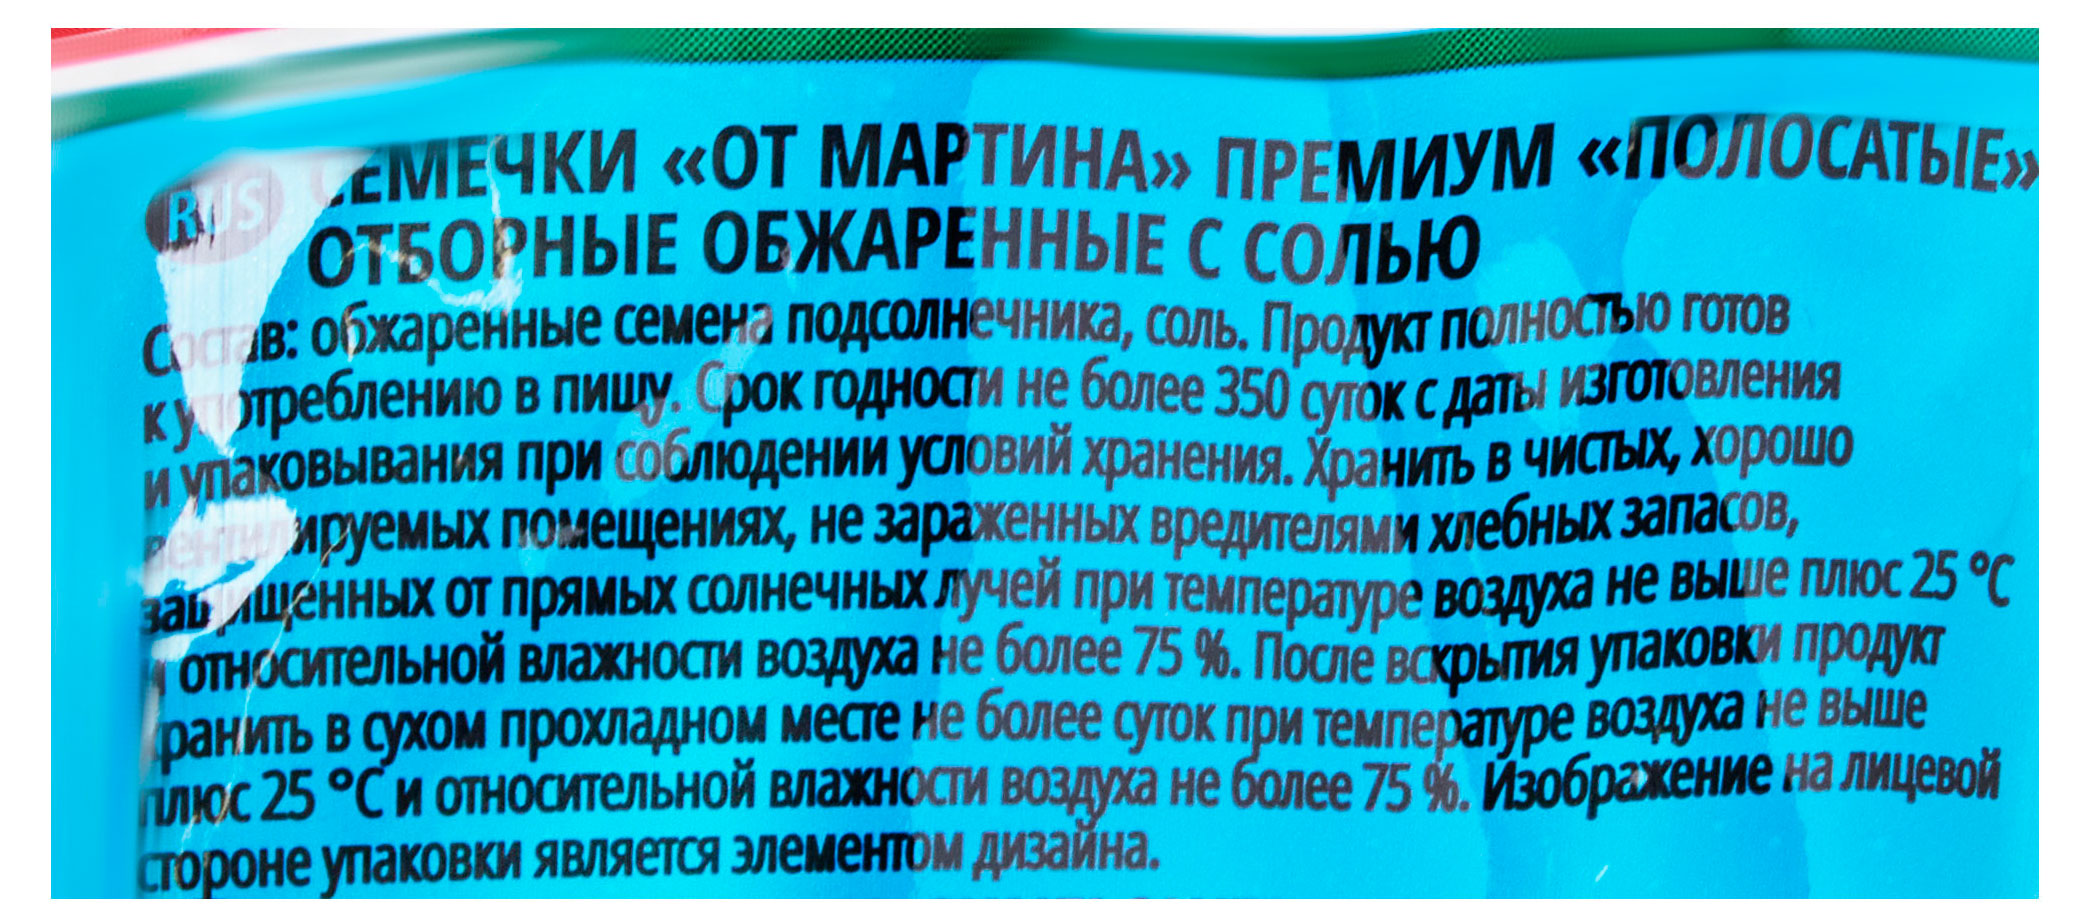 RUS СЕМЕЧКИ «ОТ МАРТИНА» ПРЕМИУМ «ПОЛОСАТЫЕ»
ОТБОРНЫЕ ОБЖАРЕННЫЕ С СОЛЬЮ
Состав: обжаренные семена подсолнечника, соль. Продукт полностью готов
к употреблению в пищу. Срок годности не более 350 суток с даты изготовления
и упаковывания при соблюдении условий хранения. Хранить в чистых, хорошо
вентилируемых помещениях, не зараженных вредителями хлебных запасов,
защищенных от прямых солнечных лучей при температуре воздуха не выше плюс 25 °С
и относительной влажности воздуха не более 75 %. После вскрытия упаковки продукт
хранить в сухом прохладном месте не более суток при температуре воздуха не выше
плюс 25 °С и относительной влажности воздуха не более 75 %. Изображение на лицевой
стороне упаковки является элементом дизайна.